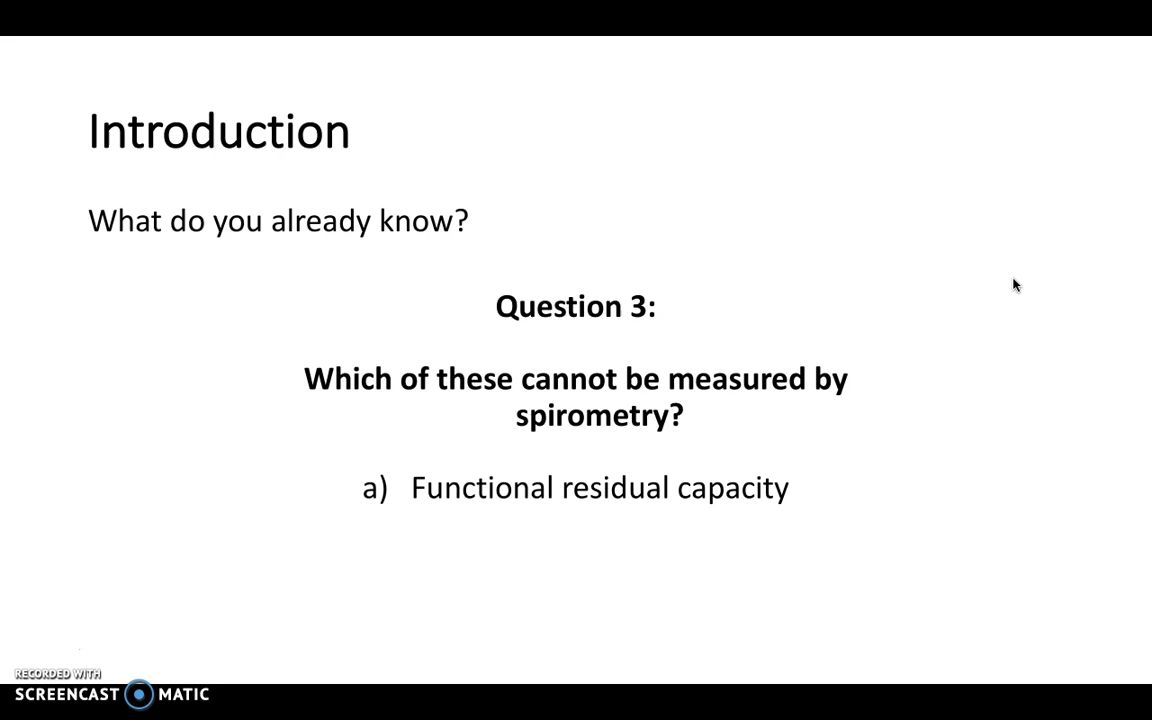 Introduction
What do you already know?
Question 3:
Which of these cannot be measured by
spirometry?
a) Functional residual capacity
RECORDED WITH
SCREENCAST MATIC